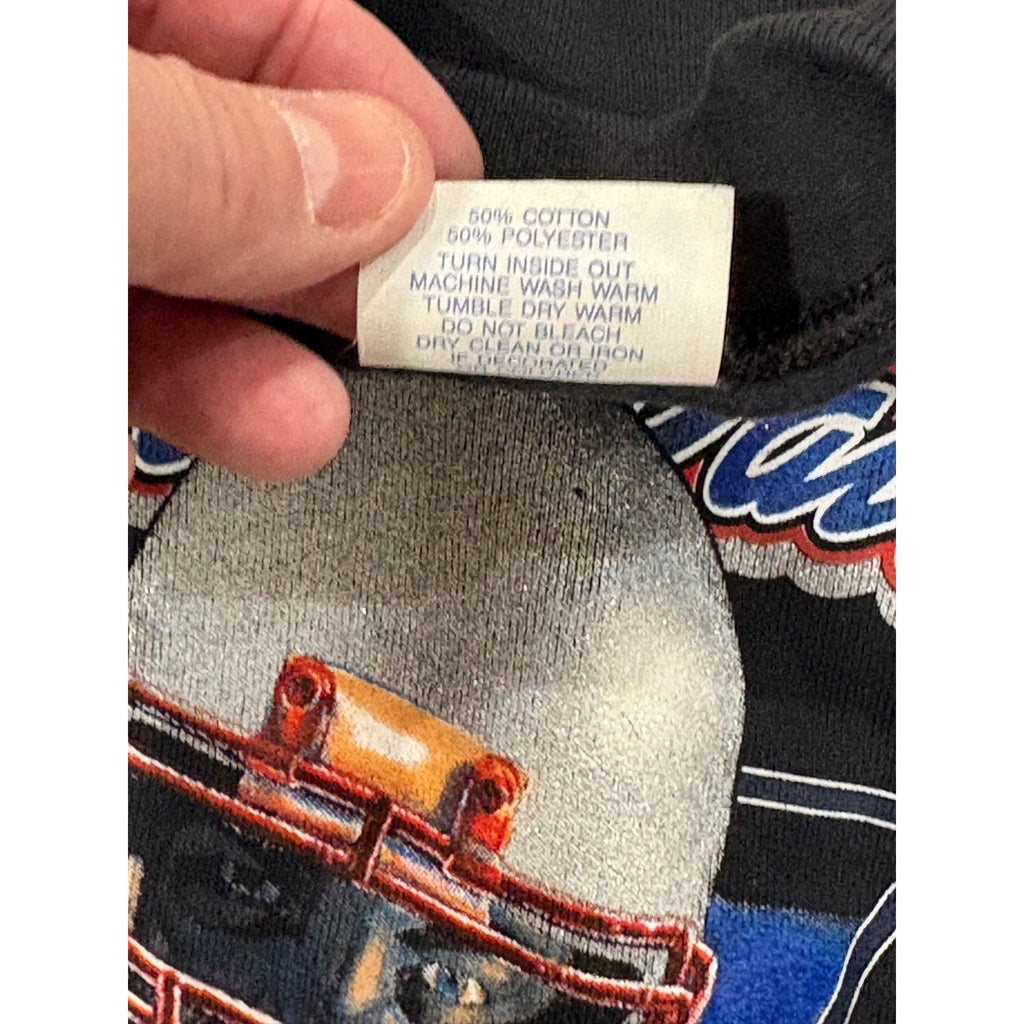 50% COTTON
50% POLYESTER
TURN INSIDE OUT
MACHINE WASH WARM
TUMBLE DRY WARM
DO NOT BLEACH
DRY CLEAN OR IRON
IF DECORATED